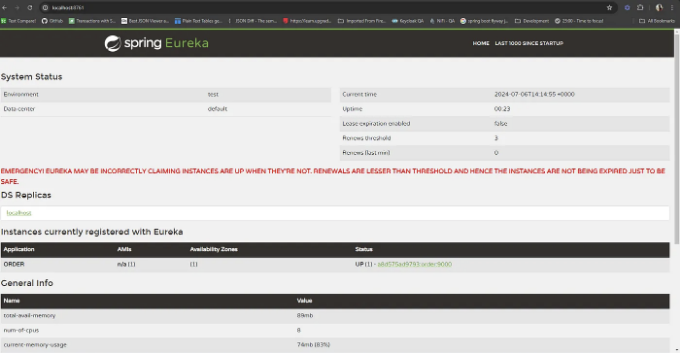 localhost:8761
Text Compare!
GitHub
Transactions with S...
Best JSON Viewer a...
Plain Text Tables ge...
JSON Diff - The sem...
Imported From Fire...
Keycloak/QA
NiFi - QA
spring boot flyway j...
Development
25:00 - Time to focus!
All Bookmarks
spring Eureka
HOME LAST 1000 SINCE STARTUP
System Status
Environment test
Data center default
Current time 2024-07-06T14:14:55 +0000
Uptime 00:23
Lease expiration enabled false
Renews threshold 3
Renews (last min) 0
EMERGENCY! EUREKA MAY BE INCORRECTLY CLAIMING INSTANCES ARE UP WHEN THEY'RE NOT. RENEWALS ARE LESSER THAN THRESHOLD AND HENCE THE INSTANCES ARE NOT BEING EXPIRED JUST TO BE
SAFE.
DS Replicas
localhost
Instances currently registered with Eureka
Application AMIs Availability Zones Status
ORDER n/a (1) (1) UP (1) - a8d575ad9793:order:9000
General Info
Name Value
total-avail-memory 89mb
num-of-cpus 8
current-memory-usage 74mb (83%)